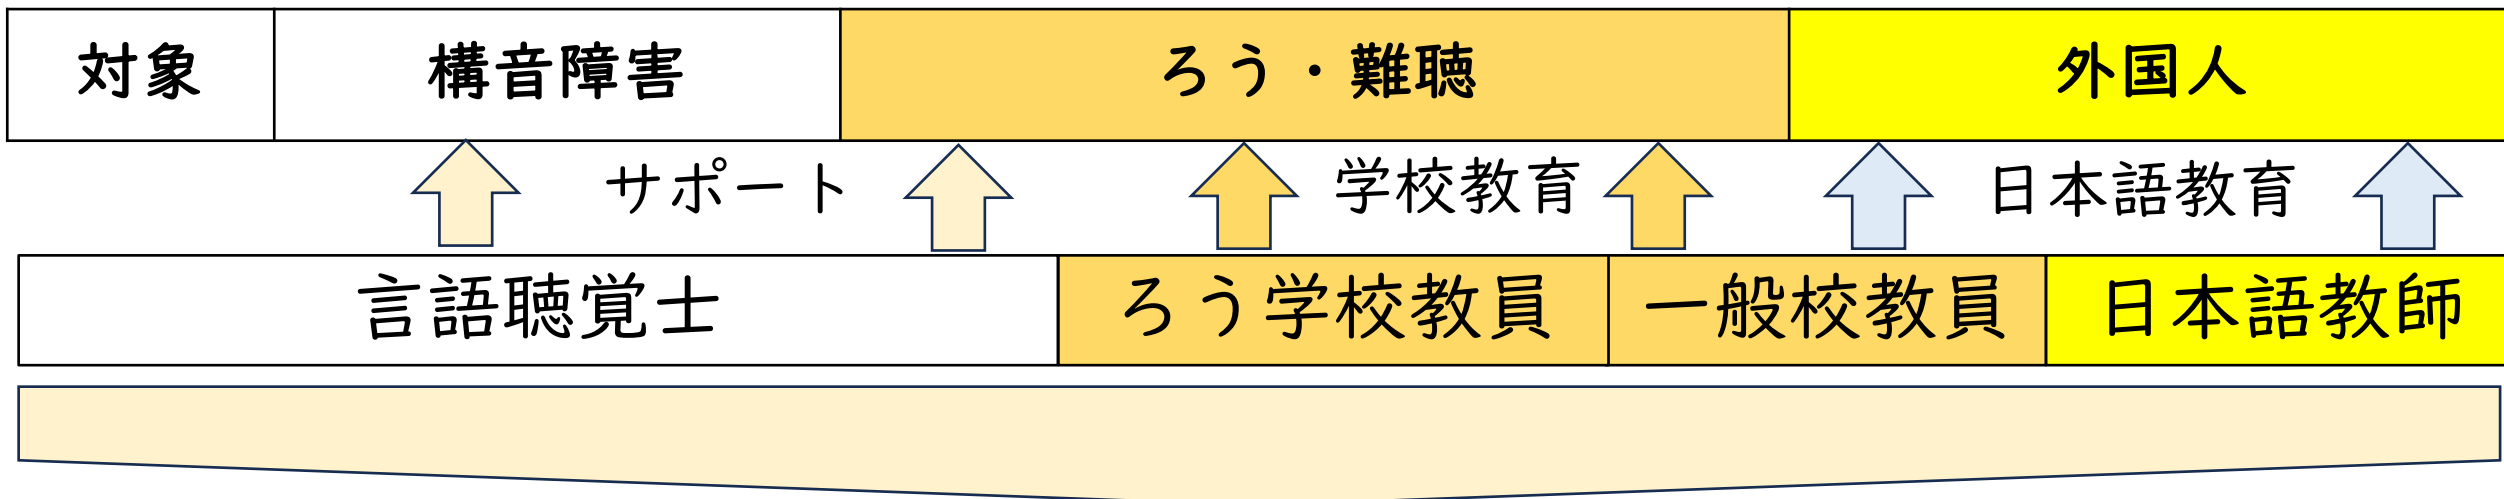 対象
構音障害
ろう・難聴
外国人
サポート
学校教育
日本語教育
言語聴覚士
ろう学校教員
一般校教員
日本語教師